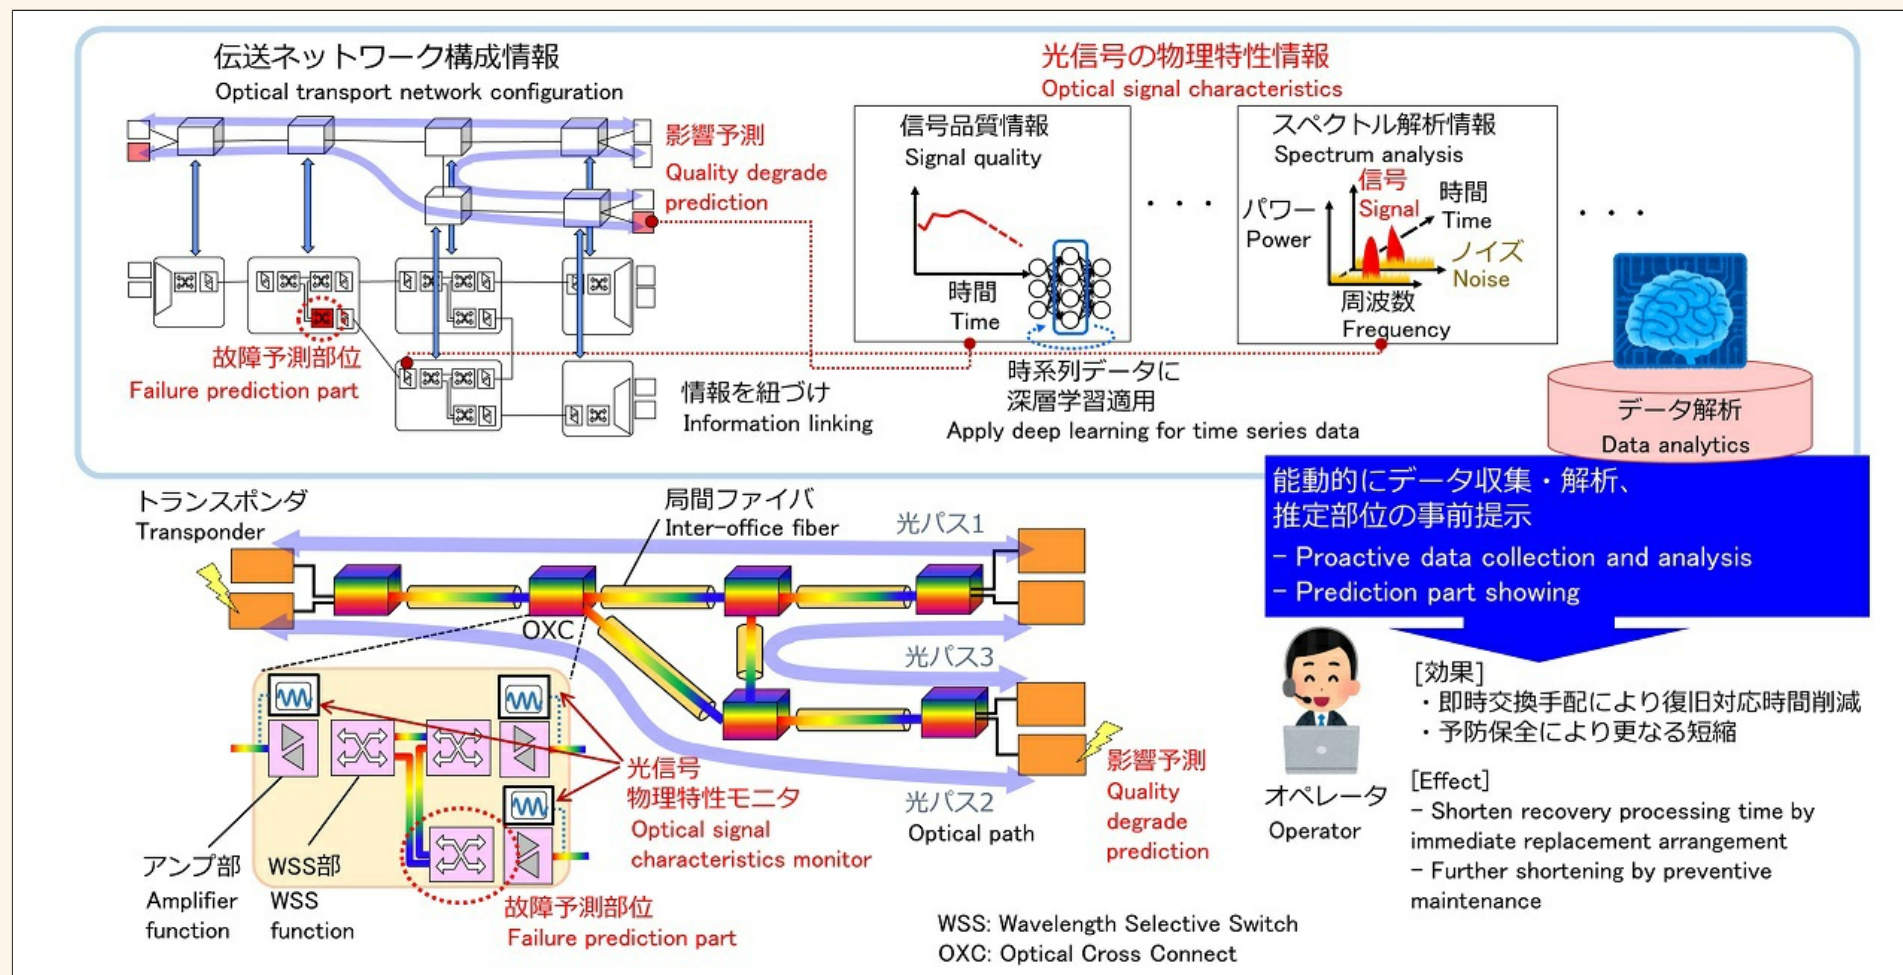 伝送ネットワーク構成情報
Optical transport network configuration
光信号の物理特性情報
Optical signal characteristics
影響予測
Quality degrade
prediction
信号品質情報
Signal quality
時間
Time
・・・
スペクトル解析情報
Spectrum analysis
信号
Signal
時間
Time
パワー
Power
ノイズ
Noise
周波数
Frequency
・・・
故障予測部位
Failure prediction part
情報を紐づけ
Information linking
時系列データに
深層学習適用
Apply deep learning for time series data
データ解析
Data analytics
能動的にデータ収集・解析、
推定部位の事前提示
- Proactive data collection and analysis
- Prediction part showing
トランスポンダ
Transponder
局間ファイバ
Inter-office fiber
光パス1
OXC
光パス3
光パス2
Optical path
光信号
物理特性モニタ
Optical signal
characteristics monitor
影響予測
Quality
degrade
prediction
アンプ部
Amplifier
function
WSS部
WSS
function
故障予測部位
Failure prediction part
オペレータ
Operator
[効果]
・即時交換手配により復旧対応時間削減
・予防保全により更なる短縮
[Effect]
- Shorten recovery processing time by
immediate replacement arrangement
- Further shortening by preventive
maintenance
WSS: Wavelength Selective Switch
OXC: Optical Cross Connect